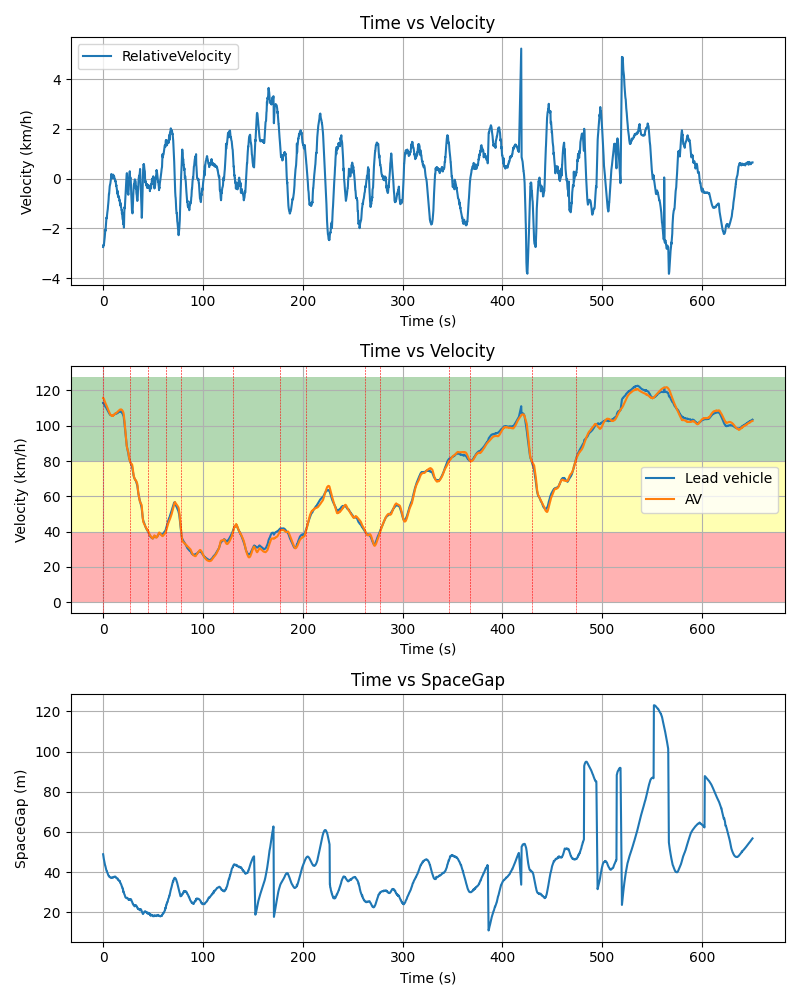 Time vs Velocity
RelativeVelocity
Velocity (km/h)
4
2
0
−2
−4
0 100 200 300 400 500 600
Time (s)
Time vs Velocity
Velocity (km/h)
120
100
80
60
40
20
0
Lead vehicle
AV
0 100 200 300 400 500 600
Time (s)
Time vs SpaceGap
SpaceGap (m)
120
100
80
60
40
20
0 100 200 300 400 500 600
Time (s)